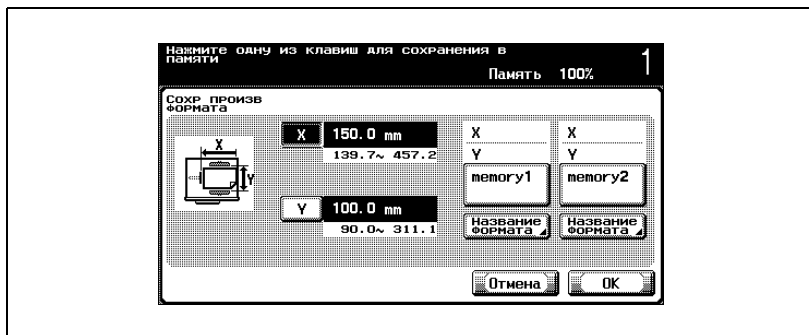 Нажмите одну из клавиш для сохранения в
памяти
Память 100% 1
Сохр произв
формата
X 150.0 mm
139.7~ 457.2
Y 100.0 mm
90.0~ 311.1
X
Y
X
Y
memory1 memory2
Название
формата
Название
формата
Отмена OK